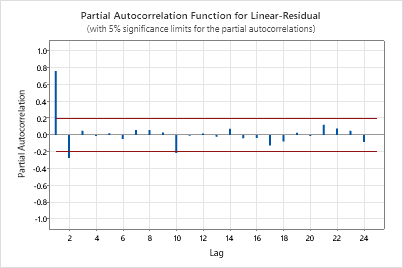 Partial Autocorrelation Function for Linear-Residual
(with 5% significance limits for the partial autocorrelations)
1.0
0.8
0.6
0.4
0.2
0.0
-0.2
-0.4
-0.6
-0.8
-1.0
Partial Autocorrelation
2 4 6 8 10 12 14 16 18 20 22 24
Lag